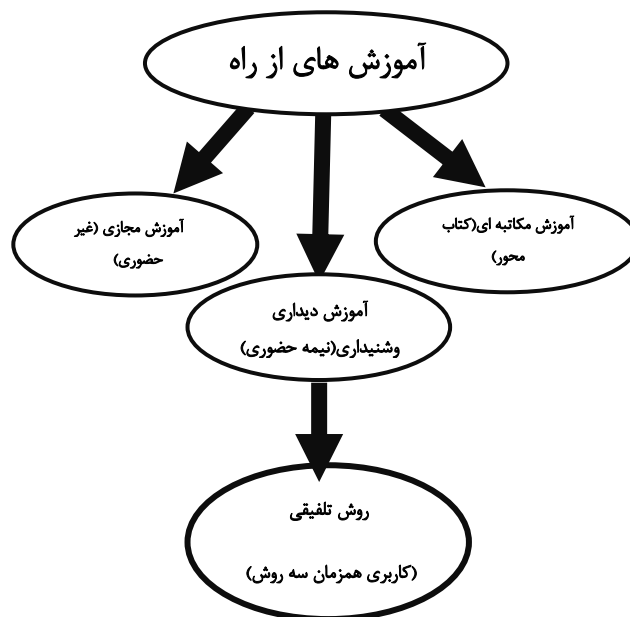 آموزش های از راه
آموزش مکاتبه ای(کتاب
محور)
آموزش مجازی (غیر
حضوری)
آموزش دیداری
وشنیداری(نیمه حضوری)
روش تلفیقی
(کاربری همزمان سه روش)